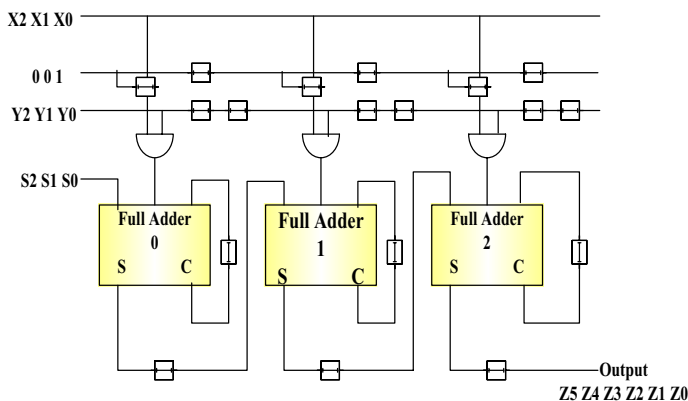 X2 X1 X0
0 0 1
Y2 Y1 Y0
S2 S1 S0
Full Adder
0
S C
Full Adder
1
S C
Full Adder
2
S C
Output
Z5 Z4 Z3 Z2 Z1 Z0